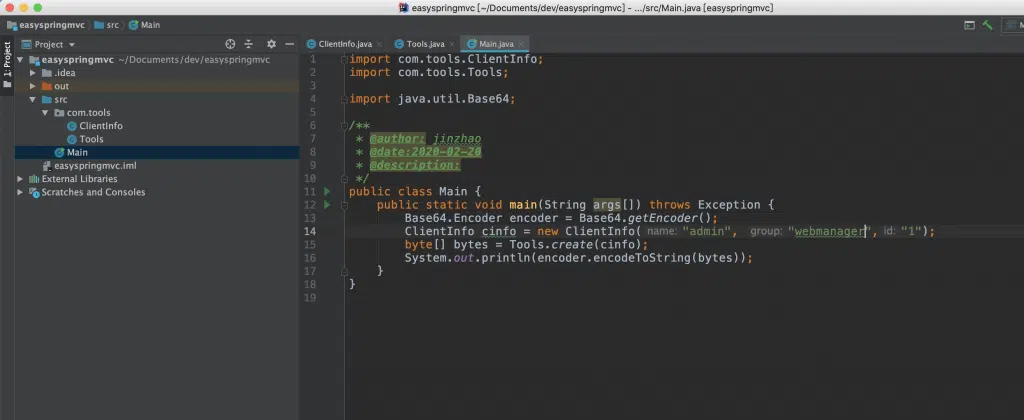 easyspringmvc [~/Documents/dev/easyspringmvc] - .../src/Main.java [easyspringmvc]
easyspringmvc src Main
1: Project
Project
easyspringmvc ~/Documents/dev/easyspringmvc
.idea
out
src
com.tools
ClientInfo
Tools
Main
easyspringmvc.iml
External Libraries
Scratches and Consoles
ClientInfo.java Tools.java Main.java
1 import com.tools.ClientInfo;
2 import com.tools.Tools;
3
4 import java.util.Base64;
5
6 /**
7 * @author: jinzhao
8 * @date:2020-02-20
9 * @description:
10 */
11 public class Main {
12 public static void main(String args[]) throws Exception {
13 Base64.Encoder encoder = Base64.getEncoder();
14 ClientInfo cinfo = new ClientInfo( name: "admin", group: "webmanager", id: "1");
15 byte[] bytes = Tools.create(cinfo);
16 System.out.println(encoder.encodeToString(bytes));
17 }
18 }
19